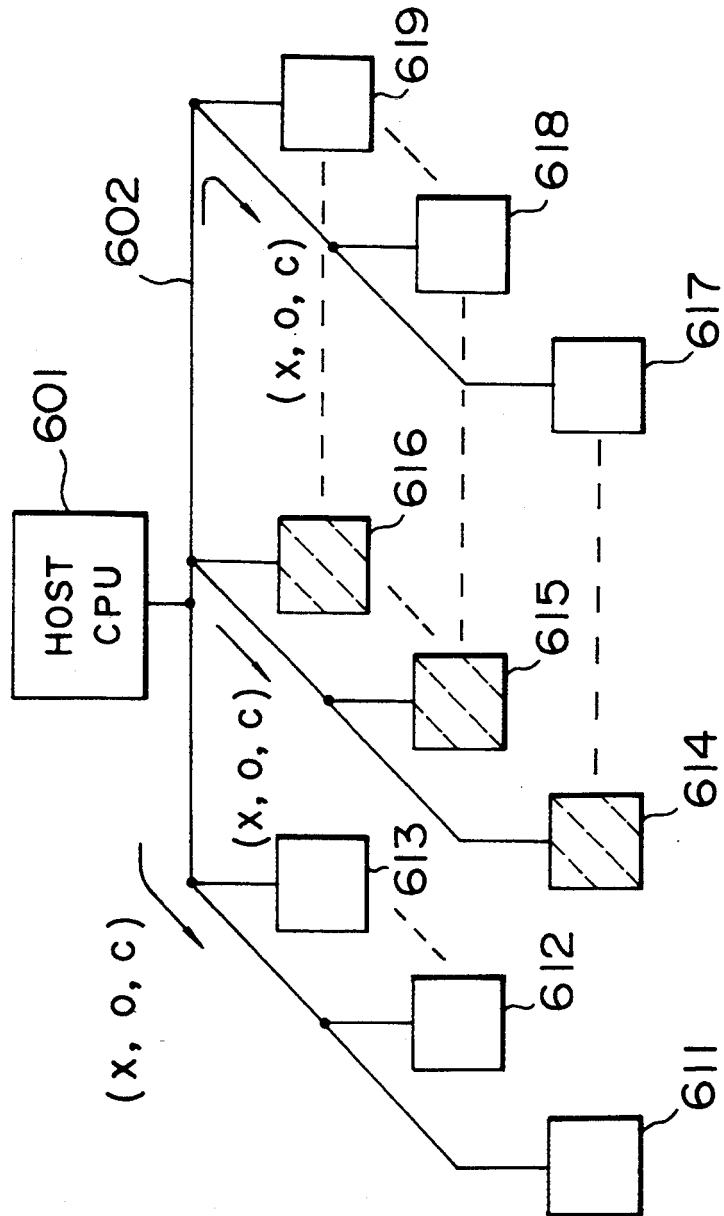 HOST
CPU
601
602
(X, O, C)
(X, O, C)
(X, O, C)
613
616
619
612
615
618
611
614
617